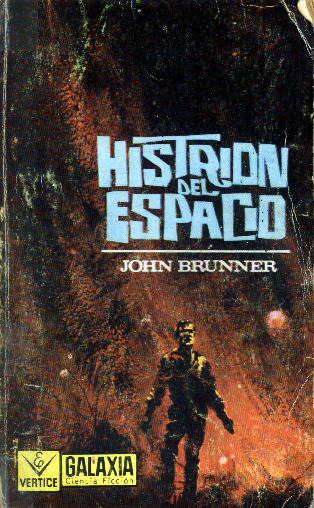 HISTRION
DEL
ESPACIO
JOHN BRUNNER
VERTICE
GALAXIA
Ciencia Ficción